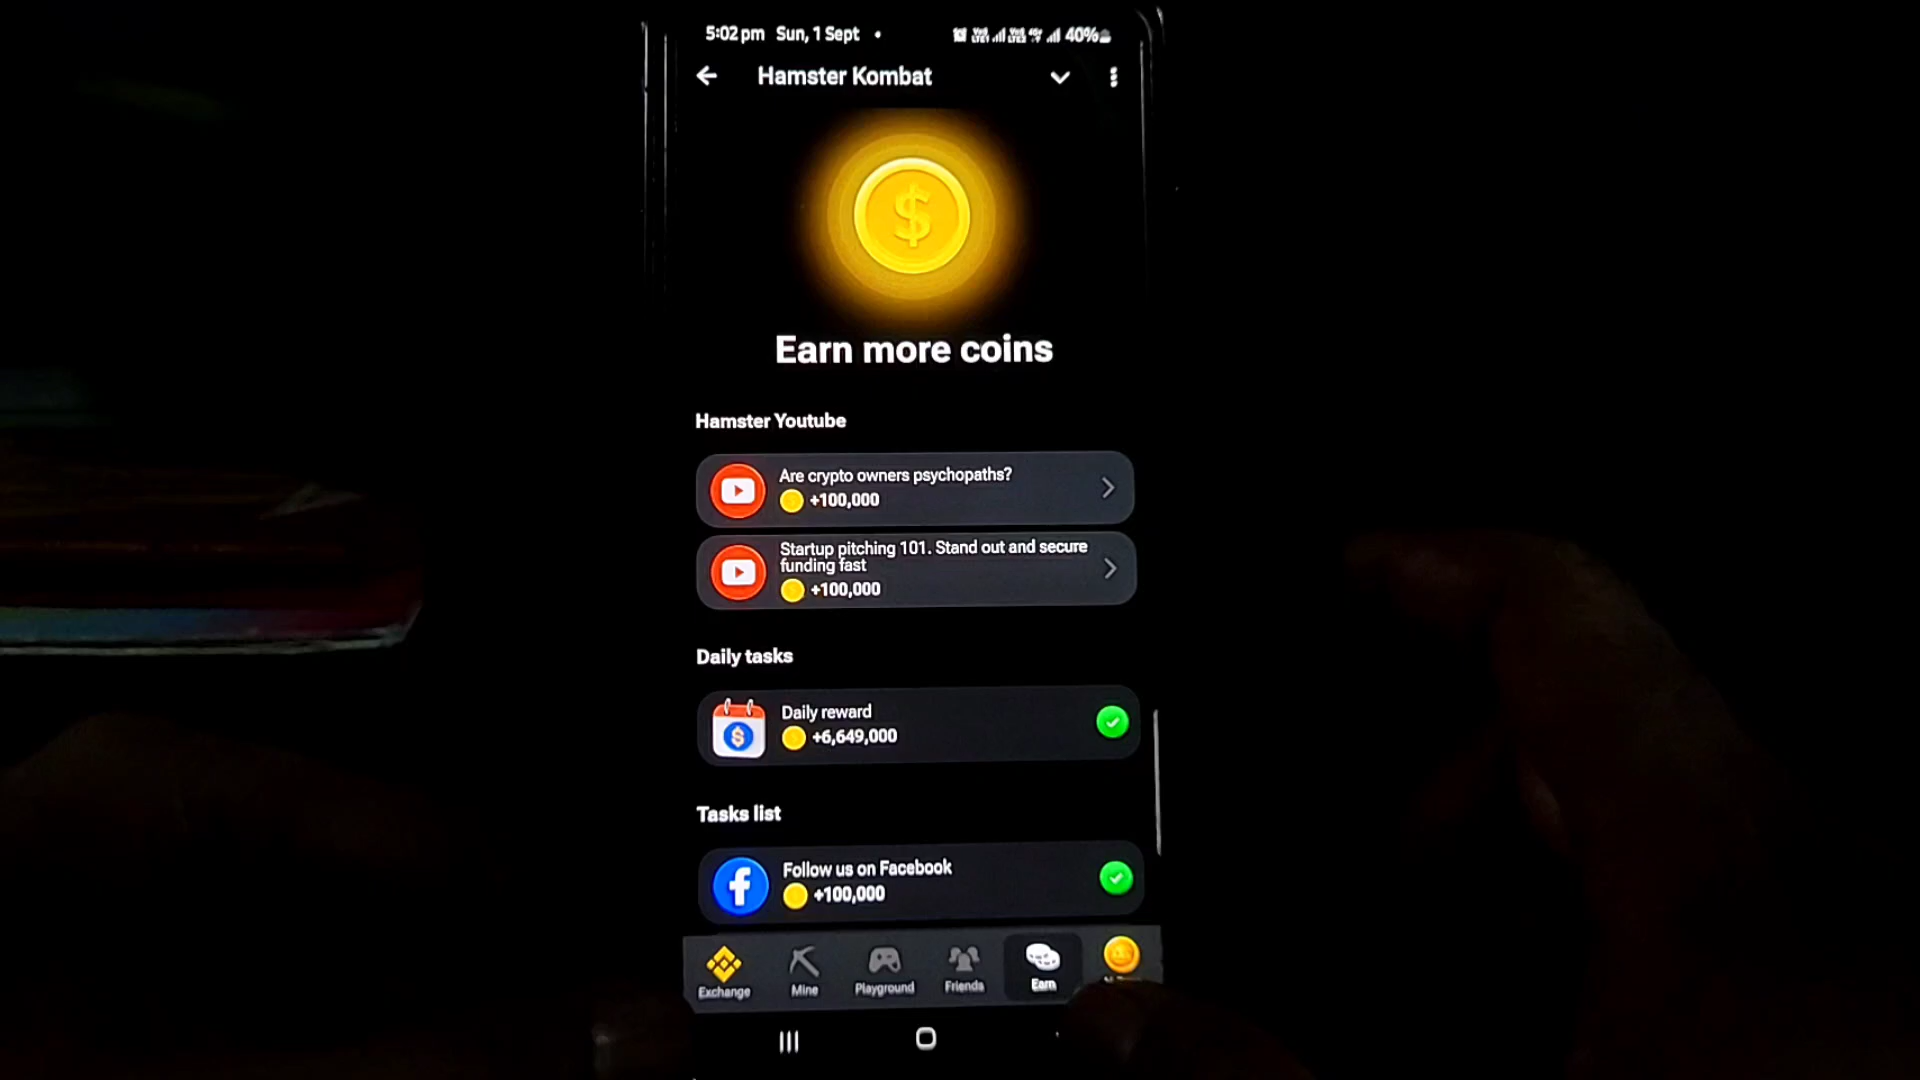 5:02 pm Sun, 1 Sept • 40%
Hamster Kombat
$
Earn more coins
Hamster Youtube
Are crypto owners psychopaths?
+100,000
Startup pitching 101. Stand out and secure
funding fast
+100,000
Daily tasks
Daily reward
$ +6,649,000
Tasks list
Follow us on Facebook
+100,000
Exchange Mine Playground Friends Earn